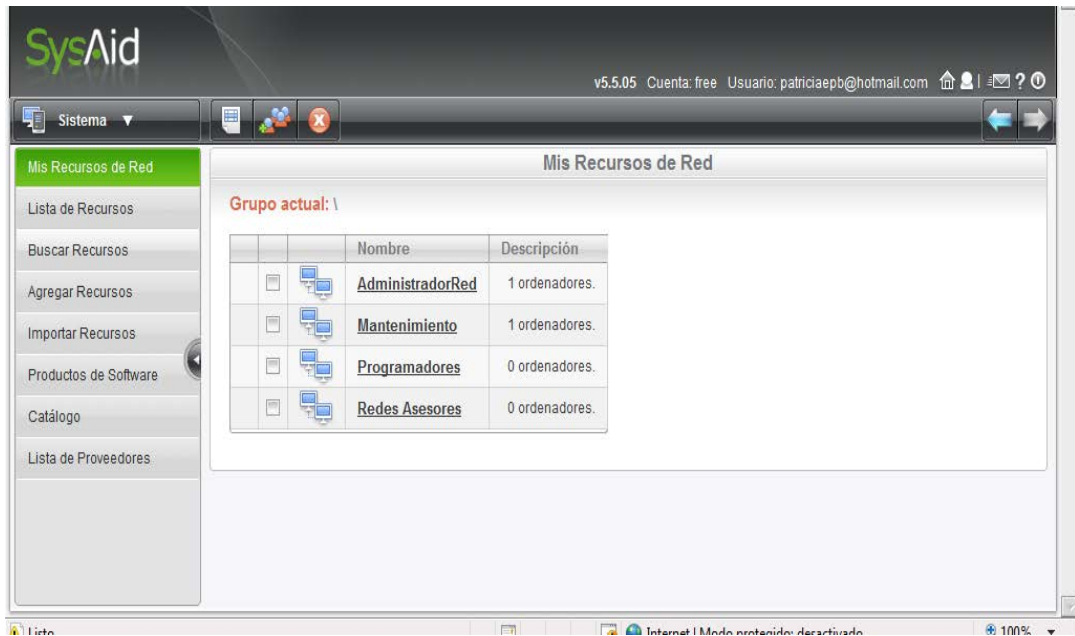 SysAid
v5.5.05 Cuenta: free Usuario: patriciaepb@hotmail.com ?
Sistema
Mis Recursos de Red
Lista de Recursos
Buscar Recursos
Agregar Recursos
Importar Recursos
Productos de Software
Catálogo
Lista de Proveedores
Mis Recursos de Red
Grupo actual: \
Nombre Descripción
AdministradorRed 1 ordenadores.
Mantenimiento 1 ordenadores.
Programadores 0 ordenadores.
Redes Asesores 0 ordenadores.
Listo Internet | Modo protegido: desactivado 100%